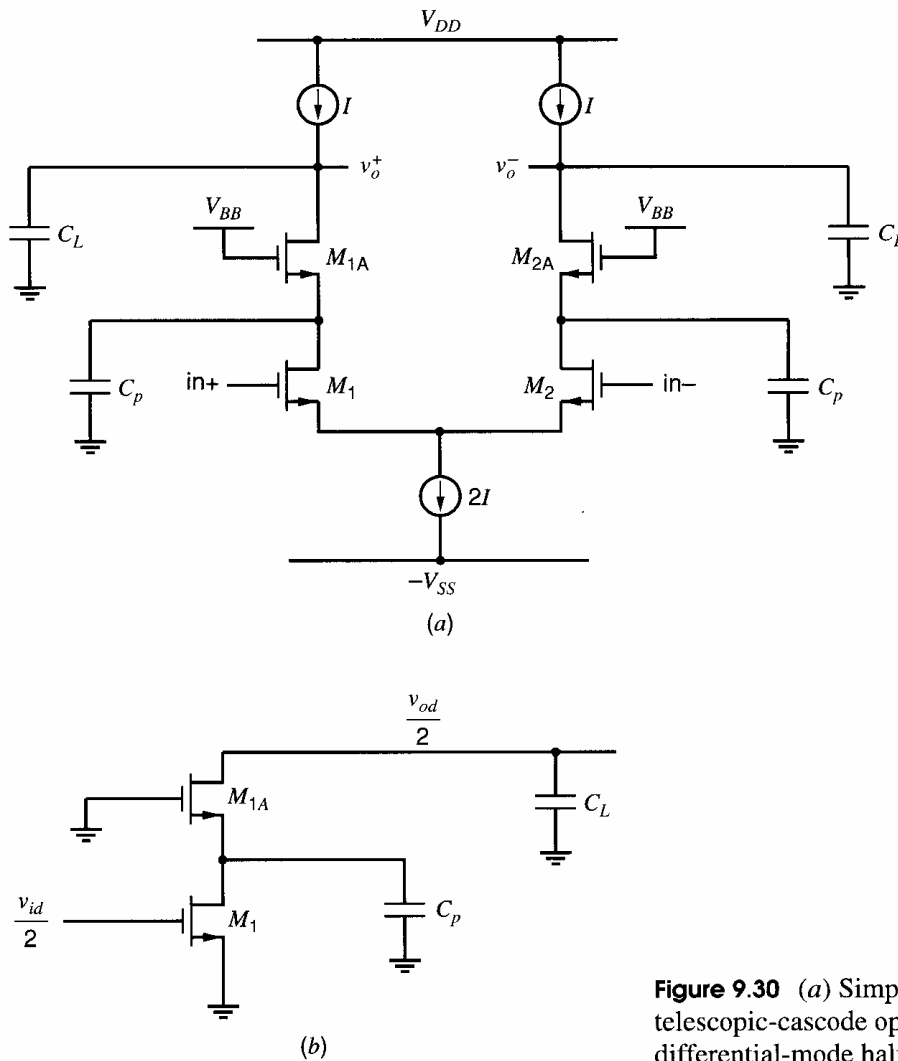 V_DD
I
I
v_o^+
v_o^-
V_BB
V_BB
C_L
M_1A
M_2A
C_p
in+
M_1
M_2
in−
C_p
2I
−V_SS
(a)
v_od/2
M_1A
C_L
v_id/2
M_1
C_p
(b)
Figure 9.30 (a) Simp
telescopic-cascode op
differential-mode hal